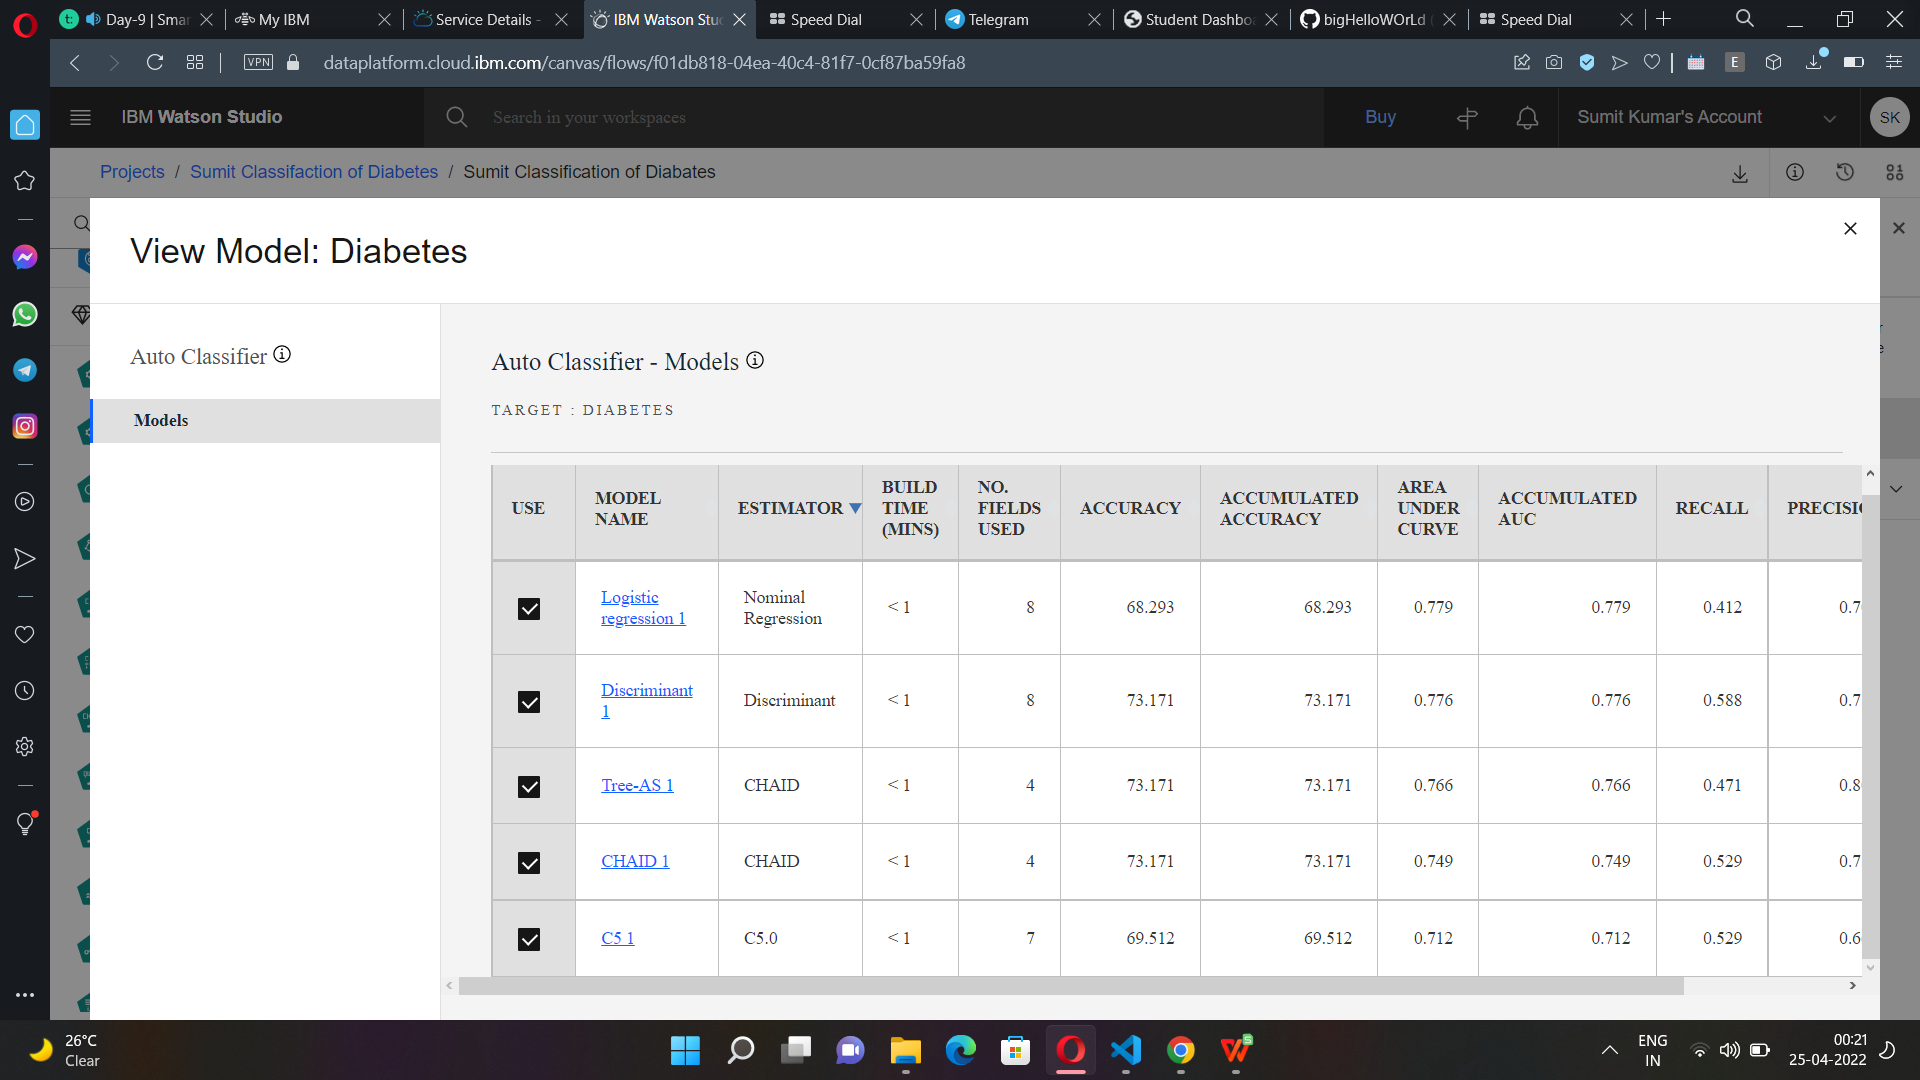 Day-9 | Smar
My IBM
Service Details -
IBM Watson Stud
Speed Dial
Telegram
Student Dashboa
bigHelloWOrLd (
Speed Dial
VPN
dataplatform.cloud.ibm.com/canvas/flows/f01db818-04ea-40c4-81f7-0cf87ba59fa8
E
IBM Watson Studio
Search in your workspaces
Buy
Sumit Kumar's Account
SK
Projects / Sumit Classifaction of Diabetes / Sumit Classification of Diabates
View Model: Diabetes
Auto Classifier
Models
Auto Classifier - Models
TARGET : DIABETES
USE
MODEL NAME
ESTIMATOR
BUILD TIME (MINS)
NO. FIELDS USED
ACCURACY
ACCUMULATED ACCURACY
AREA UNDER CURVE
ACCUMULATED AUC
RECALL
PRECISIO
Logistic regression 1 Nominal Regression < 1 8 68.293 68.293 0.779 0.779 0.412 0.7
Discriminant 1 Discriminant < 1 8 73.171 73.171 0.776 0.776 0.588 0.7
Tree-AS 1 CHAID < 1 4 73.171 73.171 0.766 0.766 0.471 0.8
CHAID 1 CHAID < 1 4 73.171 73.171 0.749 0.749 0.529 0.7
C5 1 C5.0 < 1 7 69.512 69.512 0.712 0.712 0.529 0.6
26°C
Clear
ENG
IN
00:21
25-04-2022